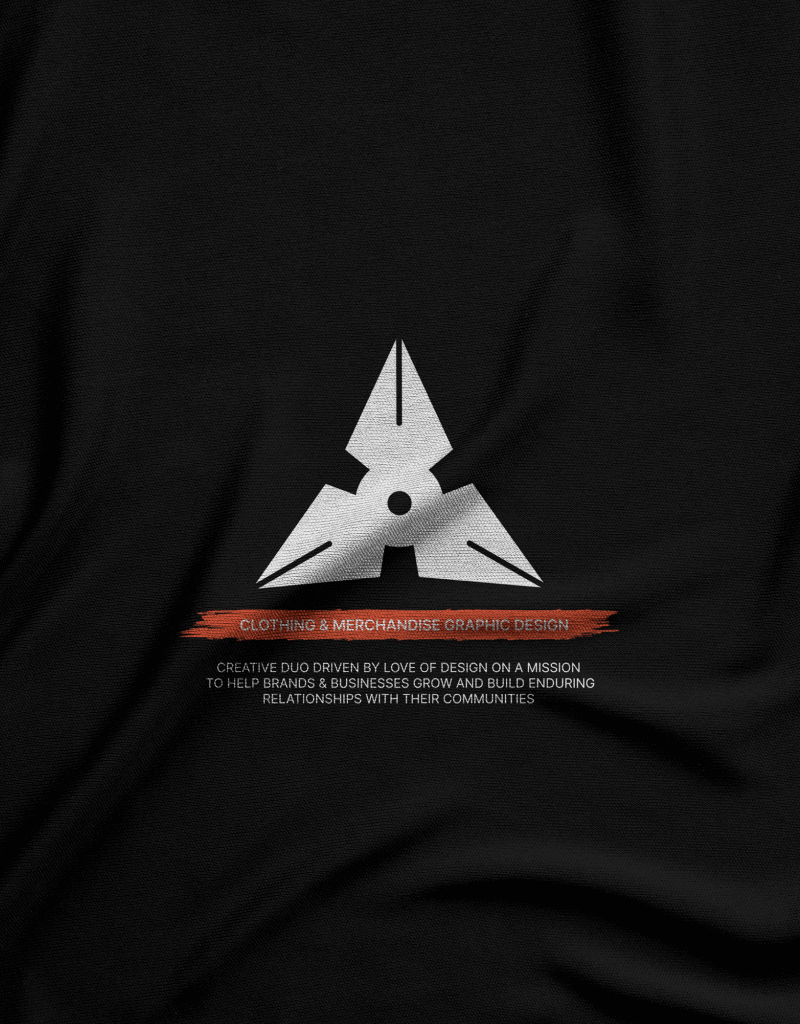 CLOTHING & MERCHANDISE GRAPHIC DESIGN
CREATIVE DUO DRIVEN BY LOVE OF DESIGN ON A MISSION
TO HELP BRANDS & BUSINESSES GROW AND BUILD ENDURING
RELATIONSHIPS WITH THEIR COMMUNITIES